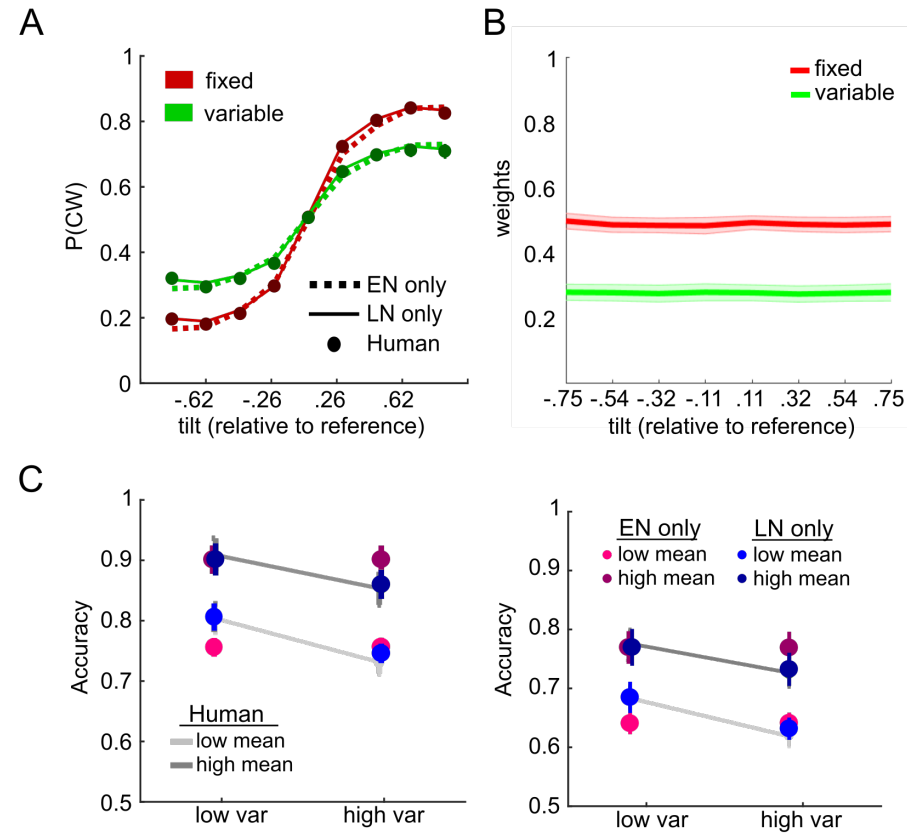 A
1
0.8
0.6
0.4
0.2
0
P(CW)
fixed
variable
EN only
LN only
Human
-.62 -.26 .26 .62
tilt (relative to reference)
B
1
0.8
0.6
0.4
0.2
weights
fixed
variable
-.75 -.54 -.32 -.11 .11 .32 .54 .75
tilt (relative to reference)
C
1
0.9
0.8
0.7
0.6
0.5
Accuracy
Human
low mean
high mean
low var high var
1
0.9
0.8
0.7
0.6
0.5
Accuracy
EN only LN only
low mean low mean
high mean high mean
low var high var